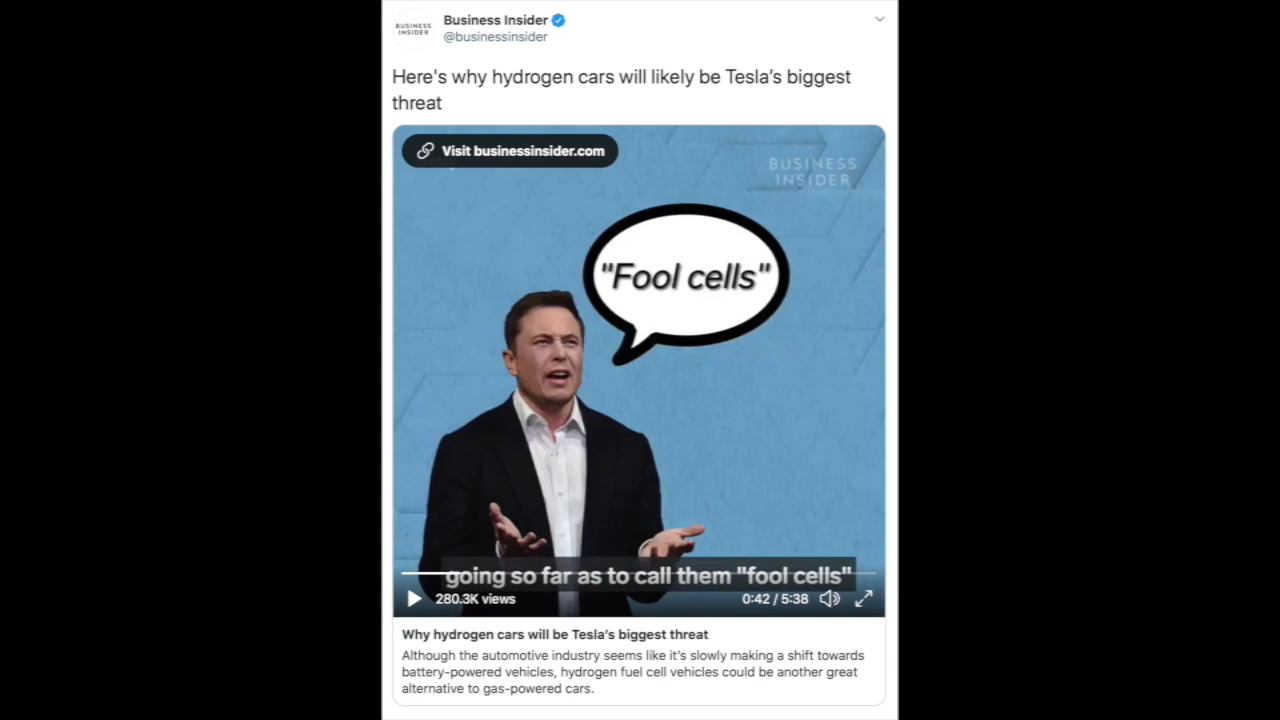 BUSINESS
INSIDER
Business Insider
@businessinsider
Here's why hydrogen cars will likely be Tesla's biggest
threat
Visit businessinsider.com
BUSINESS
INSIDER
"Fool cells"
going so far as to call them "fool cells"
280.3K views
0:42 / 5:38
Why hydrogen cars will be Tesla's biggest threat
Although the automotive industry seems like it's slowly making a shift towards
battery-powered vehicles, hydrogen fuel cell vehicles could be another great
alternative to gas-powered cars.